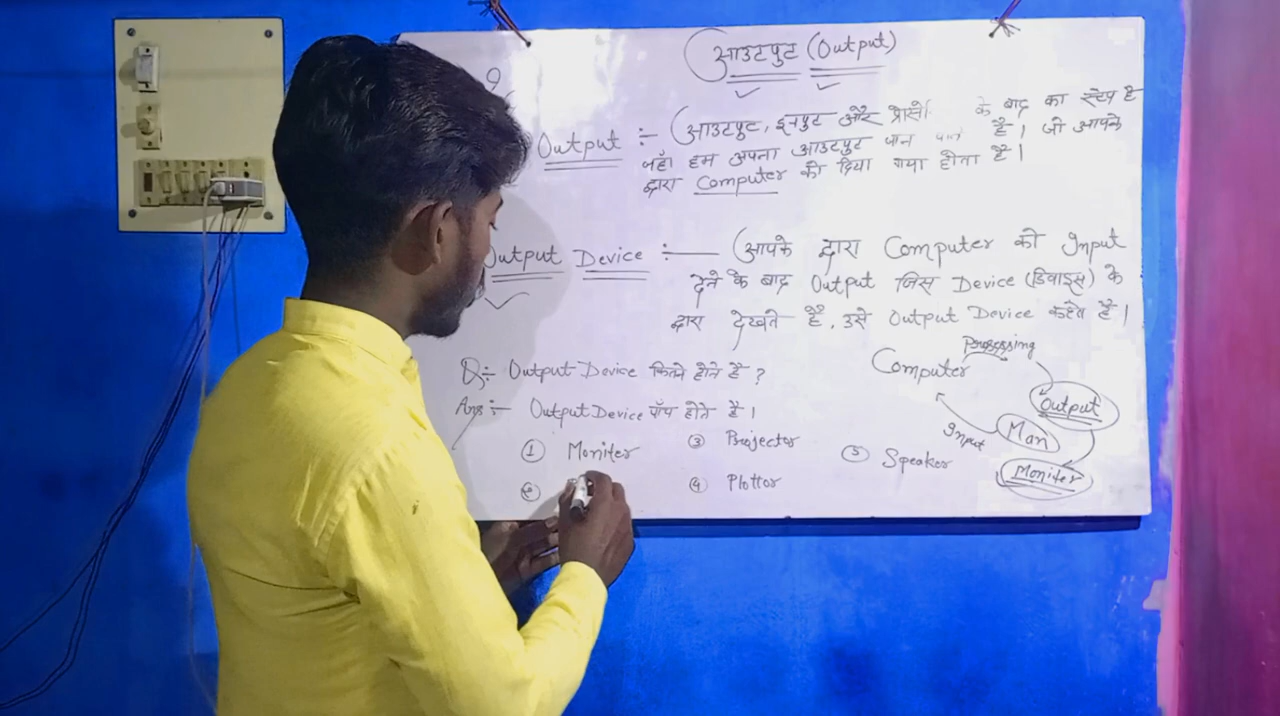 आउटपुट (Output)
Output :- आउटपुट, इनपुट और प्रोसे के बाद का स्टेप है
जहाँ हम अपना आउटपुट जान पाते है। जो आपके
द्वारा Computer को दिया गया होता है।
Output Device :- आपके द्वारा Computer को Input
देने के बाद Output जिस Device (डिवाइस) के
द्वारा देखते है, उसे Output Device कहते है।
Q:- Output Device कितने होते है ?
Ans :- Output Device पाँच होते है।
① Moniter ③ Projector ⑤ Speaker
② ④ Plottor
Computer
Output
Input
Man
Moniter